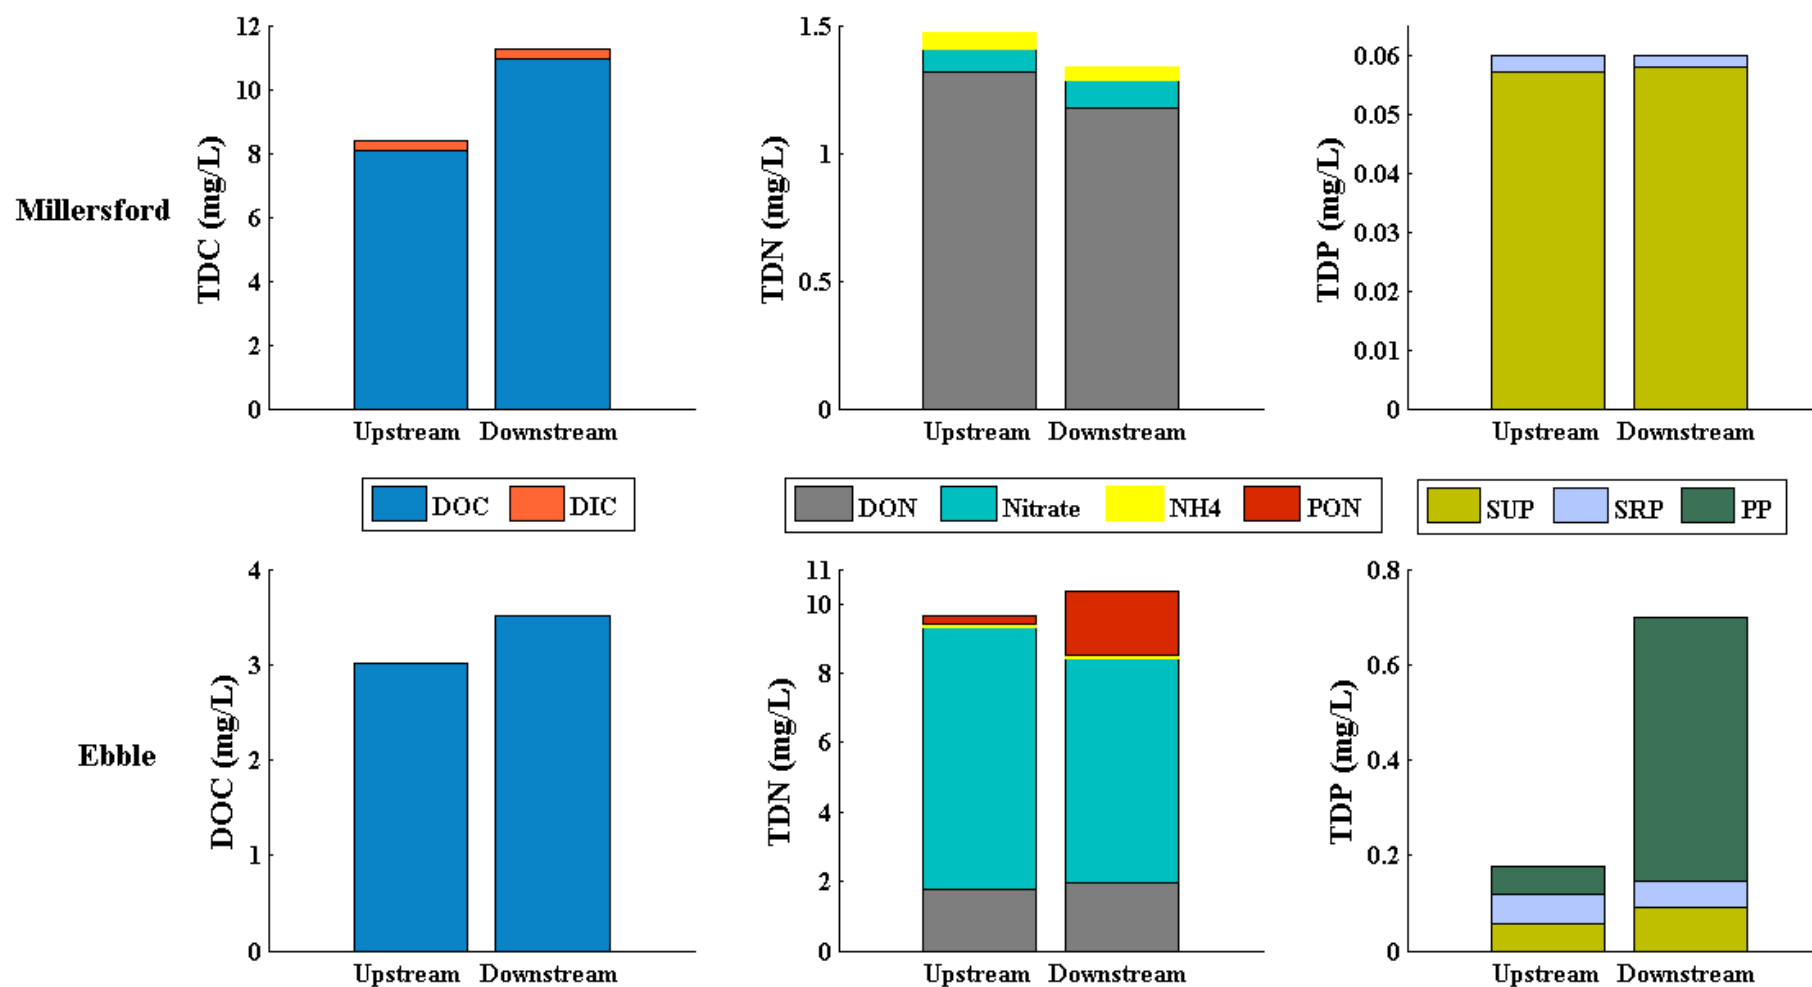 Millersford
TDC (mg/L)
12
10
8
6
4
2
0
Upstream Downstream
TDN (mg/L)
1.5
1
0.5
0
Upstream Downstream
TDP (mg/L)
0.06
0.05
0.04
0.03
0.02
0.01
0
Upstream Downstream
DOC DIC
DON Nitrate NH4 PON
SUP SRP PP
Ebble
DOC (mg/L)
4
3
2
1
0
Upstream Downstream
TDN (mg/L)
11
10
8
6
4
2
0
Upstream Downstream
TDP (mg/L)
0.8
0.6
0.4
0.2
0
Upstream Downstream